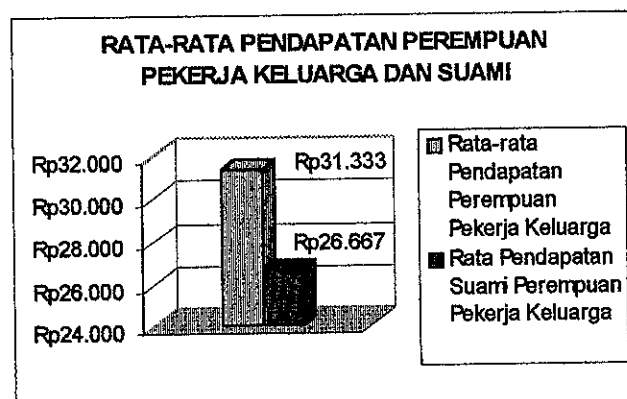 RATA-RATA PENDAPATAN PEREMPUAN
PEKERJA KELUARGA DAN SUAMI
Rp32.000
Rp30.000
Rp28.000
Rp26.000
Rp24.000
Rp31.333
Rp26.667
Rata-rata
Pendapatan
Perempuan
Pekerja Keluarga
Rata Pendapatan
Suami Perempuan
Pekerja Keluarga